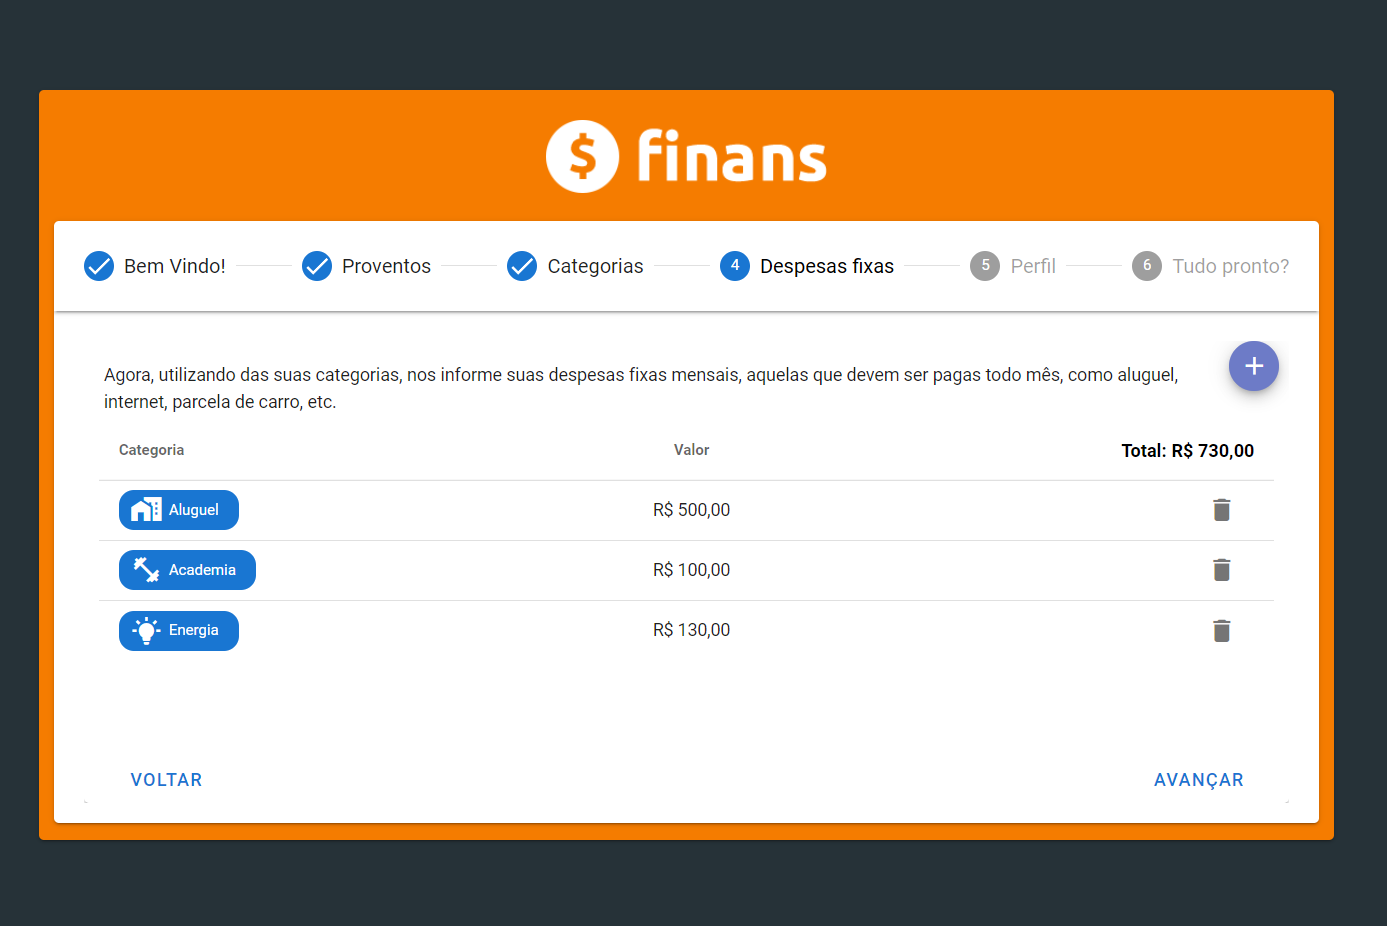 $ finans
Bem Vindo! Proventos Categorias 4 Despesas fixas 5 Perfil 6 Tudo pronto?
Agora, utilizando das suas categorias, nos informe suas despesas fixas mensais, aquelas que devem ser pagas todo mês, como aluguel,
internet, parcela de carro, etc.
Categoria Valor Total: R$ 730,00
Aluguel R$ 500,00
Academia R$ 100,00
Energia R$ 130,00
VOLTAR AVANÇAR